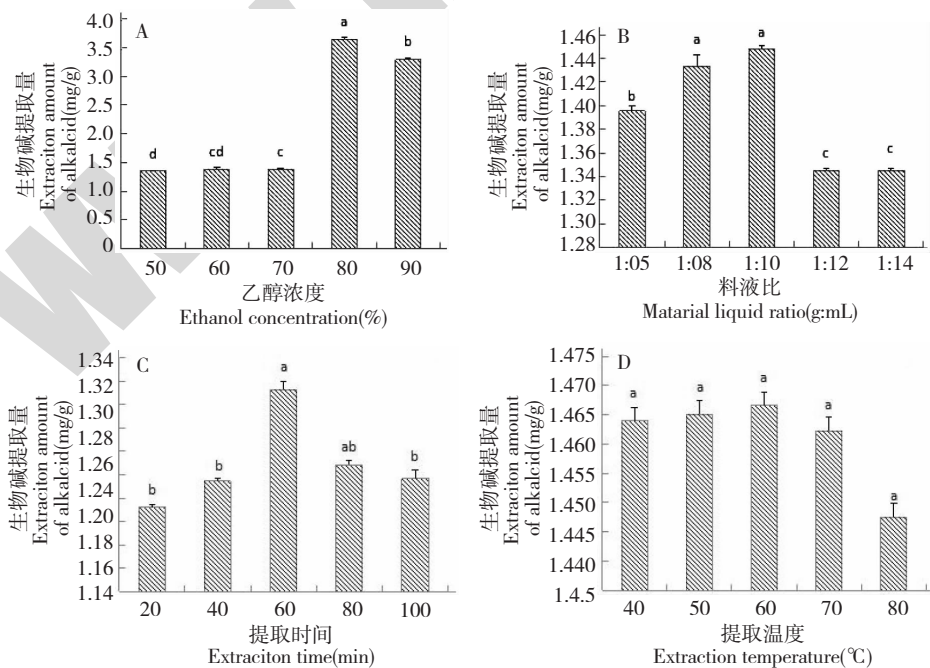 A
4.0
3.5
3.0
2.5
2.0
1.5
1.0
0.5
0
生物碱提取量
Extraciton amount
of alkalcid(mg/g)
d
cd
c
a
b
50 60 70 80 90
乙醇浓度
Ethanol concentration(%)
B
1.46
1.44
1.42
1.40
1.38
1.36
1.34
1.32
1.30
1.28
生物碱提取量
Extraciton amount
of alkalcid(mg/g)
b
a
a
c
c
1:05 1:08 1:10 1:12 1:14
料液比
Matarial liquid ratio(g:mL)
C
1.34
1.32
1.30
1.28
1.26
1.24
1.22
1.20
1.18
1.16
1.14
生物碱提取量
Extraciton amount
of alkalcid(mg/g)
b
b
a
ab
b
20 40 60 80 100
提取时间
Extraciton time(min)
D
1.475
1.470
1.465
1.460
1.455
1.450
1.445
1.440
1.4.5
生物碱提取量
Extraciton amount
of alkalcid(mg/g)
a
a
a
a
a
40 50 60 70 80
提取温度
Extraction temperature(℃)